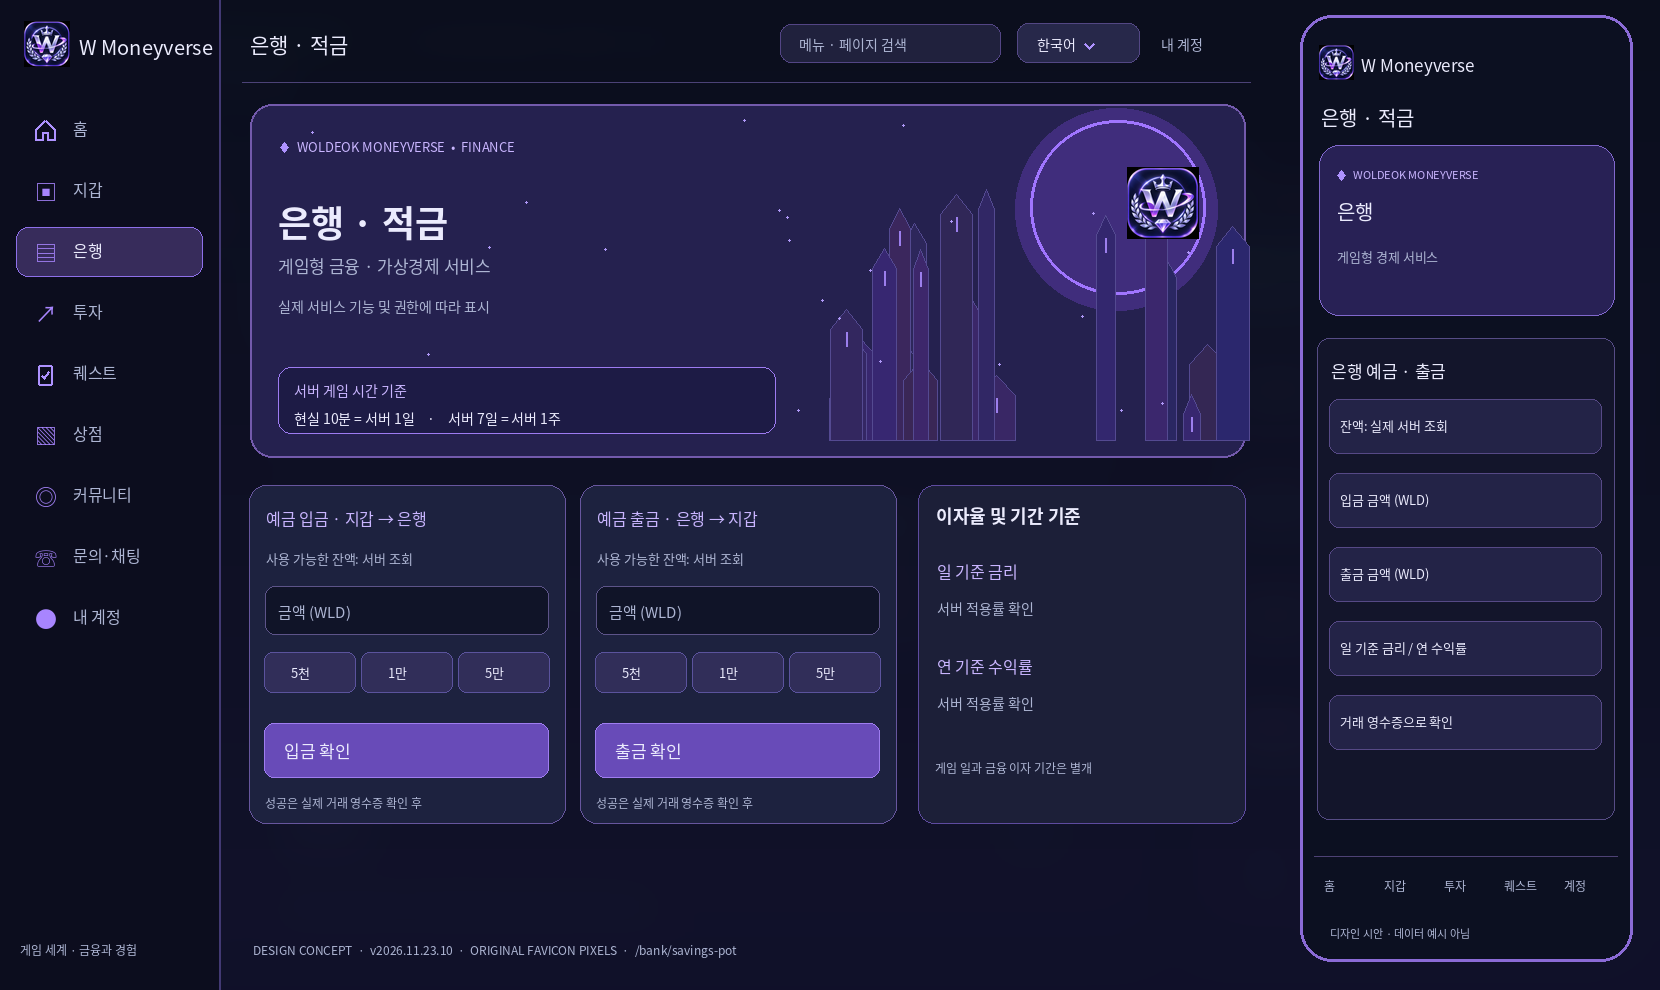 W Moneyverse
홈
지갑
은행
투자
퀘스트
상점
커뮤니티
문의·채팅
내 계정
게임 세계 · 금융과 경험
은행 · 적금
메뉴 · 페이지 검색
한국어
내 계정
WOLDEOK MONEYVERSE • FINANCE
은행 · 적금
게임형 금융 · 가상경제 서비스
실제 서비스 기능 및 권한에 따라 표시
서버 게임 시간 기준
현실 10분 = 서버 1일 · 서버 7일 = 서버 1주
W
예금 입금 · 지갑 → 은행
사용 가능한 잔액: 서버 조회
금액 (WLD)
5천 1만 5만
입금 확인
성공은 실제 거래 영수증 확인 후
예금 출금 · 은행 → 지갑
사용 가능한 잔액: 서버 조회
금액 (WLD)
5천 1만 5만
출금 확인
성공은 실제 거래 영수증 확인 후
이자율 및 기간 기준
일 기준 금리
서버 적용률 확인
연 기준 수익률
서버 적용률 확인
게임 일과 금융 이자 기간은 별개
DESIGN CONCEPT · v2026.11.23.10 · ORIGINAL FAVICON PIXELS · /bank/savings-pot
W Moneyverse
은행 · 적금
WOLDEOK MONEYVERSE
은행
게임형 경제 서비스
은행 예금 · 출금
잔액: 실제 서버 조회
입금 금액 (WLD)
출금 금액 (WLD)
일 기준 금리 / 연 수익률
거래 영수증으로 확인
홈 지갑 투자 퀘스트 계정
디자인 시안 · 데이터 예시 아님